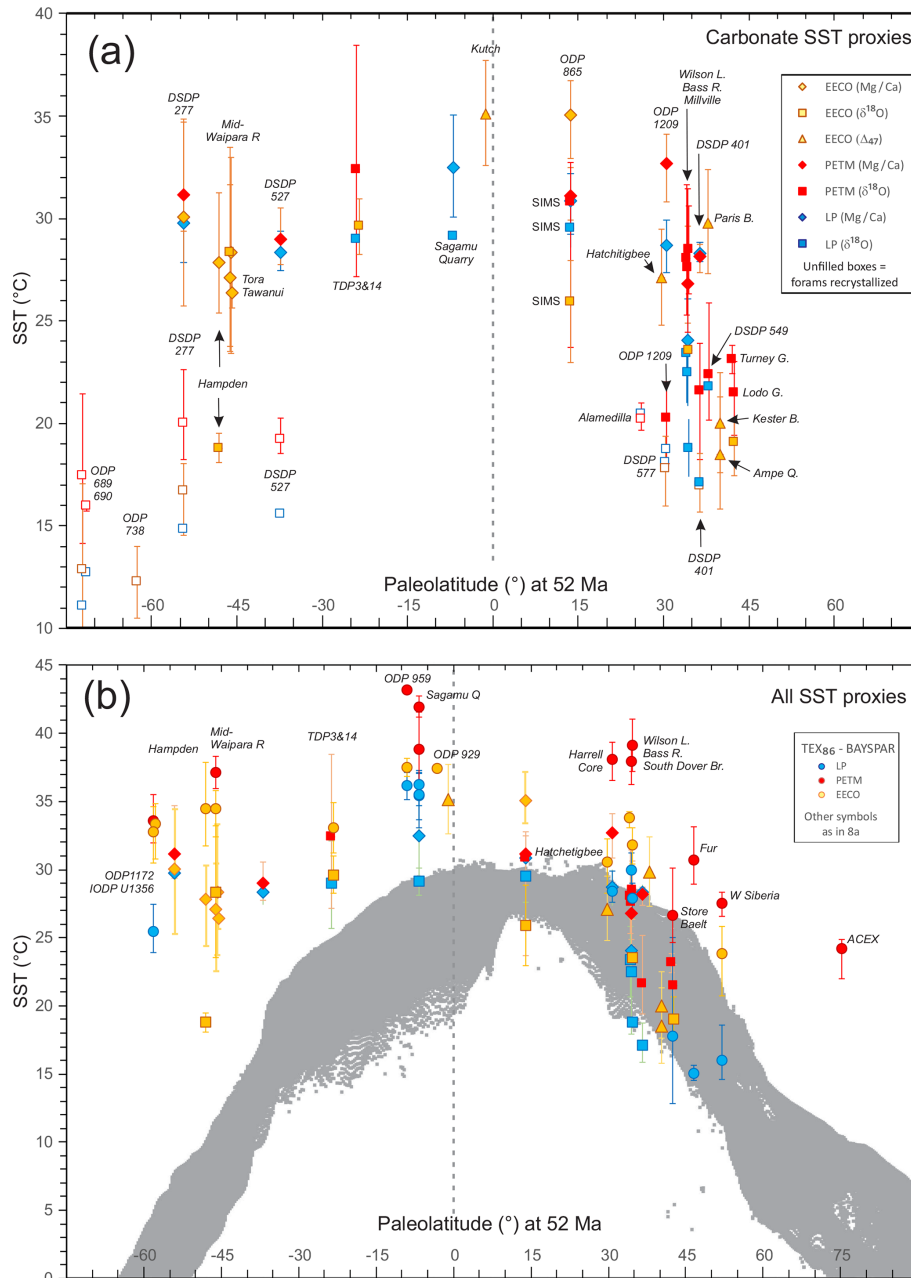 (a)
Carbonate SST proxies
40
35
30
25
20
15
10
SST (°C)
Kutch
ODP
865
Wilson L.
Bass R.
Millville
ODP
1209
DSDP 401
DSDP
277
Mid-
Waipara R
DSDP
527
Paris B.
SIMS
SIMS
SIMS
Hatchitigbee
Sagamu
Quarry
TDP3&14
Tora
Tawanui
DSDP
277
Hampden
ODP 1209
DSDP 549
Turney G.
Lodo G.
Alamedilla
Kester B.
Ampe Q.
DSDP
577
DSDP
527
ODP
689
690
ODP
738
DSDP
401
EECO (Mg/Ca)
EECO (δ18O)
EECO (Δ47)
PETM (Mg/Ca)
PETM (δ18O)
LP (Mg/Ca)
LP (δ18O)
Unfilled boxes =
forams recrystallized
Paleolatitude (°) at 52 Ma
-60 -45 -30 -15 0 15 30 45 60
(b)
All SST proxies
45
40
35
30
25
20
15
10
5
0
SST (°C)
ODP 959
Sagamu Q
ODP 929
Hampden
Mid-
Waipara R
TDP3&14
Harrell
Core
Wilson L.
Bass R.
South Dover Br.
TEX86 - BAYSPAR
LP
PETM
EECO
Other symbols
as in 8a
ODP1172
IODP U1356
Hatchetigbee
Fur
W Siberia
Store
Baelt
ACEX
Paleolatitude (°) at 52 Ma
-60 -45 -30 -15 0 15 30 45 60 75